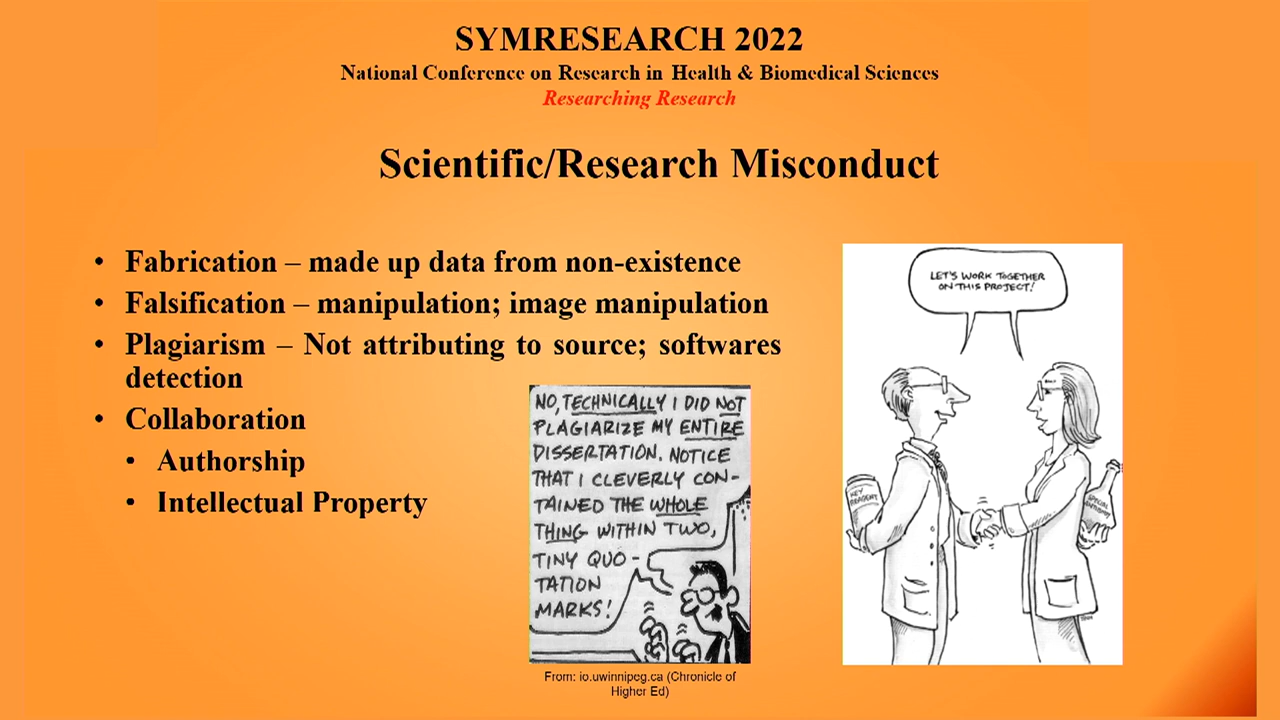 SYMRESEARCH 2022
National Conference on Research in Health & Biomedical Sciences
Researching Research
Scientific/Research Misconduct
• Fabrication – made up data from non-existence
• Falsification – manipulation; image manipulation
• Plagiarism – Not attributing to source; softwares
detection
• Collaboration
• Authorship
• Intellectual Property
NO, TECHNICALLY I DID NOT
PLAGIARIZE MY ENTIRE
DISSERTATION. NOTICE
THAT I CLEVERLY CON-
TAINED THE WHOLE
THING WITHIN TWO,
TINY QUO-
TATION
MARKS!
From: io.uwinnipeg.ca (Chronicle of
Higher Ed)
LET'S WORK TOGETHER
ON THIS PROJECT!
KEY
REAGENT
SPECIAL